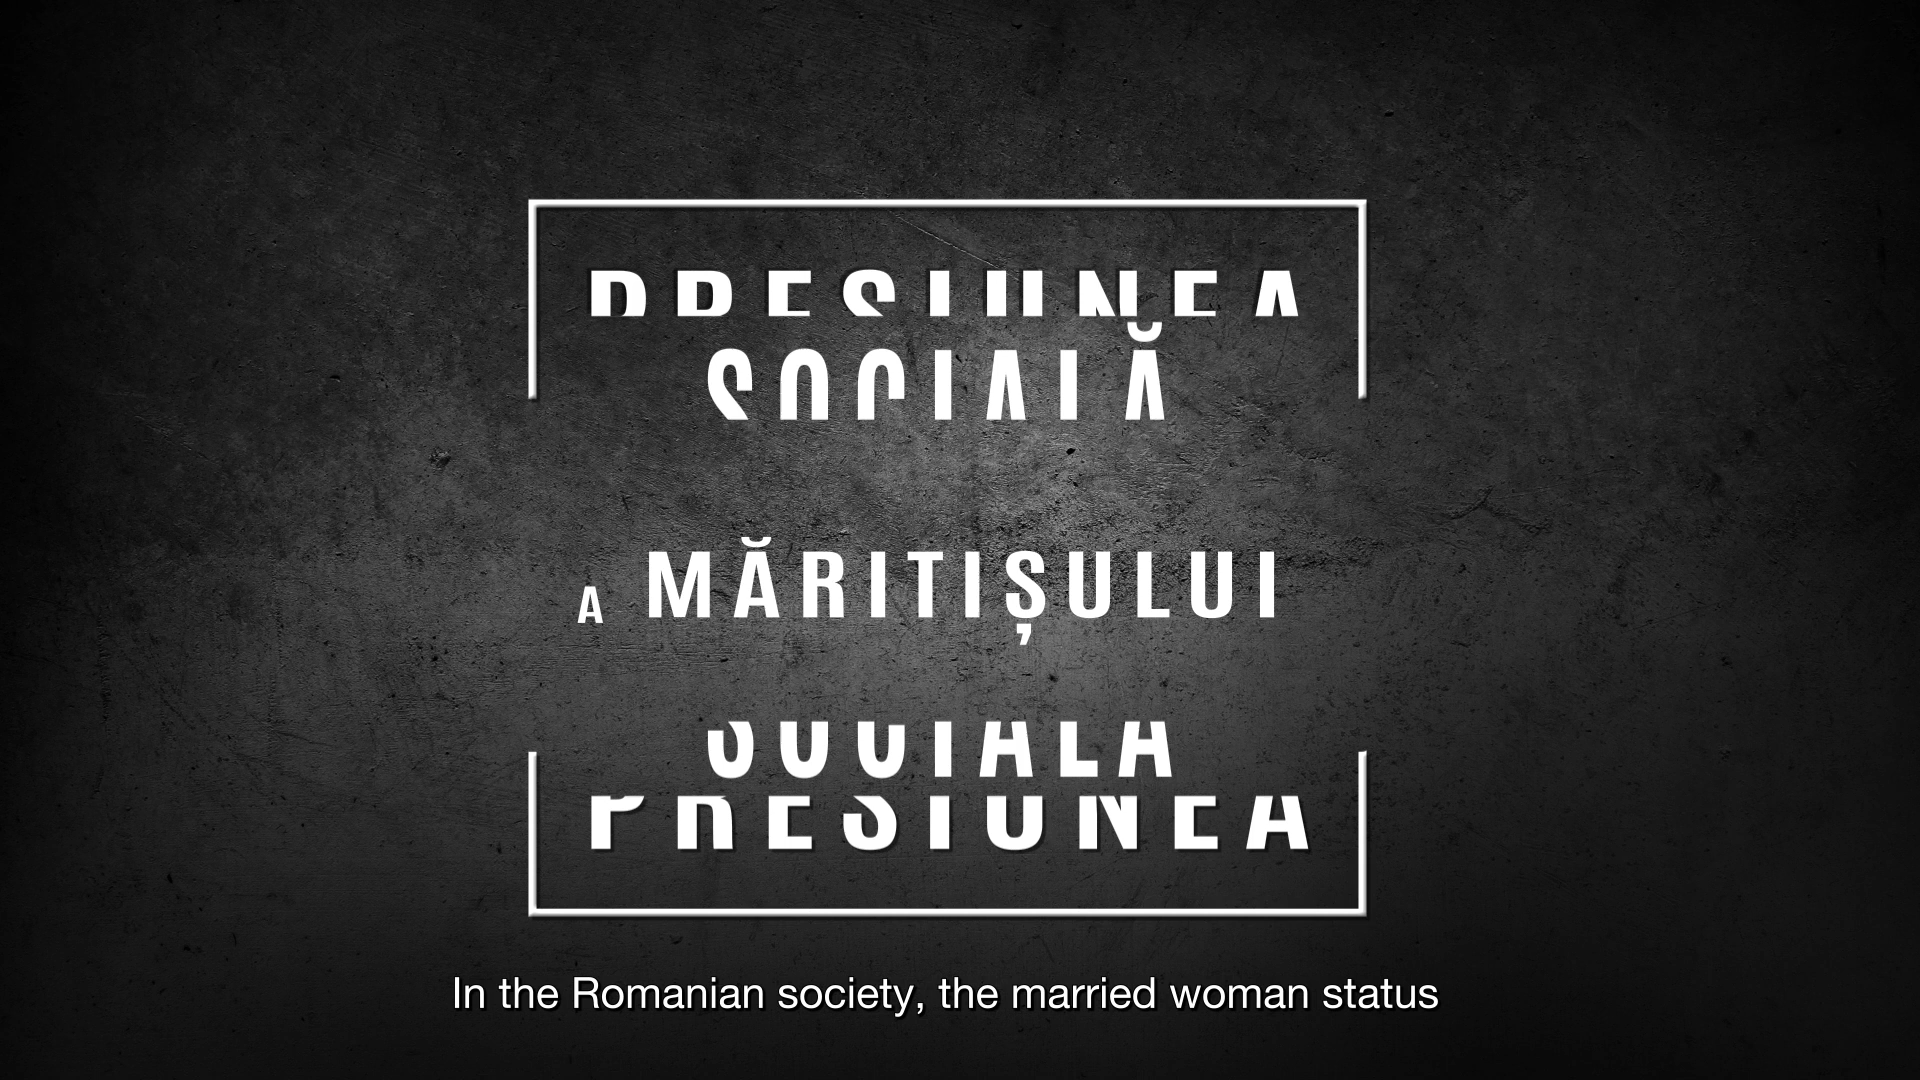 PRESIUNEA
SOCIALĂ
A MĂRITIȘULUI
SOCIALĂ
PRESIUNEA
In the Romanian society, the married woman status